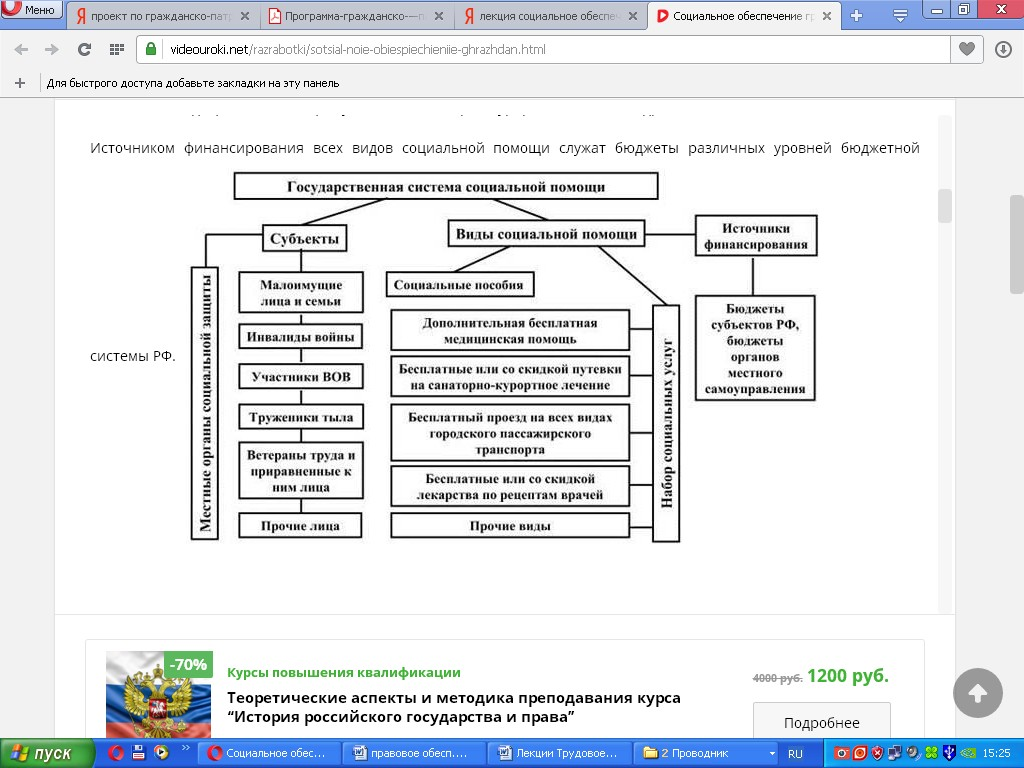 Меню
проект по гражданско-пат
Программа-гражданско-—п
лекция социальное обеспе
Социальное обеспечение г
videouroki.net/razrabotki/sotsial-noie-obiespiechieniie-ghrazhdan.html
Для быстрого доступа добавьте закладки на эту панель
Источником финансирования всех видов социальной помощи служат бюджеты различных уровней бюджетной
Государственная система социальной помощи
Субъекты
Виды социальной помощи
Источники
финансирования
Местные органы социальной защиты
Малоимущие
лица и семьи
Инвалиды войны
Участники ВОВ
Труженики тыла
Ветераны труда и
приравненные к
ним лица
Прочие лица
Социальные пособия
Дополнительная бесплатная
медицинская помощь
Бесплатные или со скидкой путевки
на санаторно-курортное лечение
Бесплатный проезд на всех видах
городского пассажирского
транспорта
Бесплатные или со скидкой
лекарства по рецептам врачей
Прочие виды
Набор социальных услуг
Бюджеты
субъектов РФ,
бюджеты
органов
местного
самоуправления
системы РФ.
-70%
Курсы повышения квалификации
Теоретические аспекты и методика преподавания курса
“История российского государства и права”
4000 руб. 1200 руб.
Подробнее
пуск
Социальное обес...
правовое обесп....
Лекции Трудовое...
2 Проводник
RU
15:25